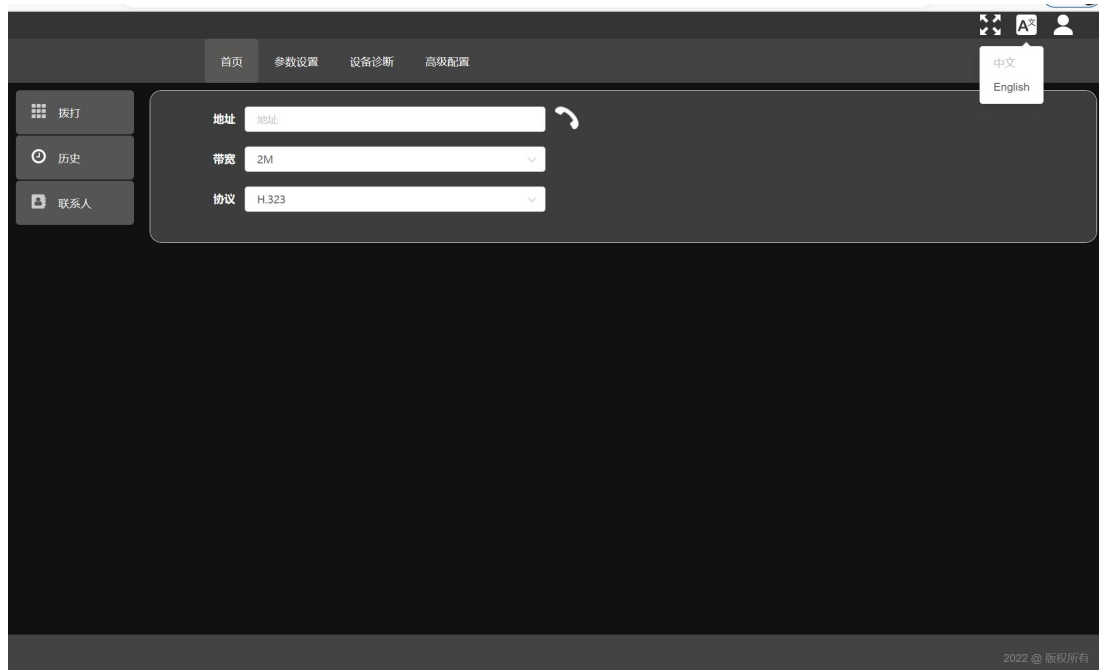 A文
中文
English
首页 参数设置 设备诊断 高级配置
拨打
历史
联系人
地址 地址
带宽 2M
协议 H.323
2022 @ 版权所有